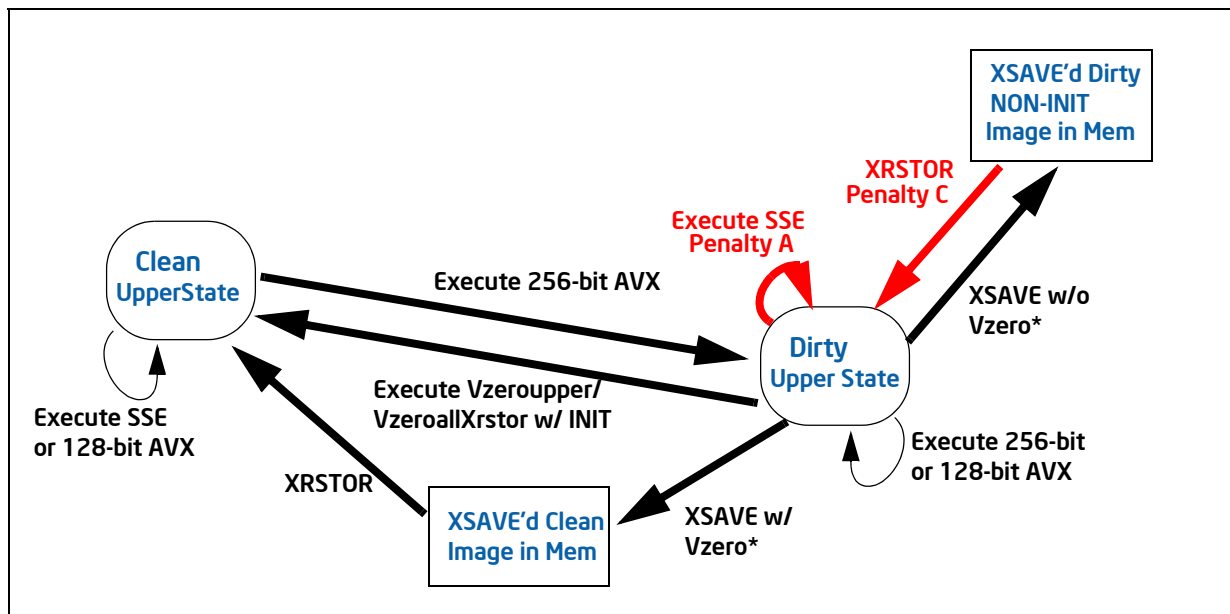 XSAVE'd Dirty
NON-INIT
Image in Mem
XRSTOR
Penalty C
Execute SSE
Penalty A
Clean
UpperState
Execute 256-bit AVX
XSAVE w/o
Vzero*
Dirty
Upper State
Execute Vzeroupper/
VzeroallXrstor w/ INIT
Execute SSE
or 128-bit AVX
Execute 256-bit
or 128-bit AVX
XRSTOR
XSAVE'd Clean
Image in Mem
XSAVE w/
Vzero*